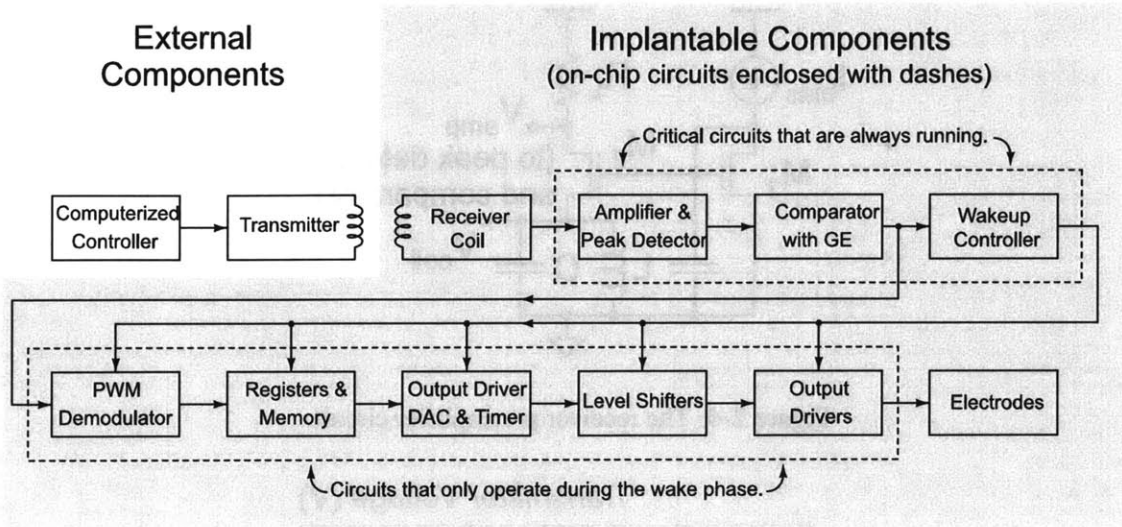 External
Components
Implantable Components
(on-chip circuits enclosed with dashes)
Critical circuits that are always running.
Computerized
Controller
Transmitter
Receiver
Coil
Amplifier &
Peak Detector
Comparator
with GE
Wakeup
Controller
PWM
Demodulator
Registers &
Memory
Output Driver
DAC & Timer
Level Shifters
Output
Drivers
Electrodes
Circuits that only operate during the wake phase.